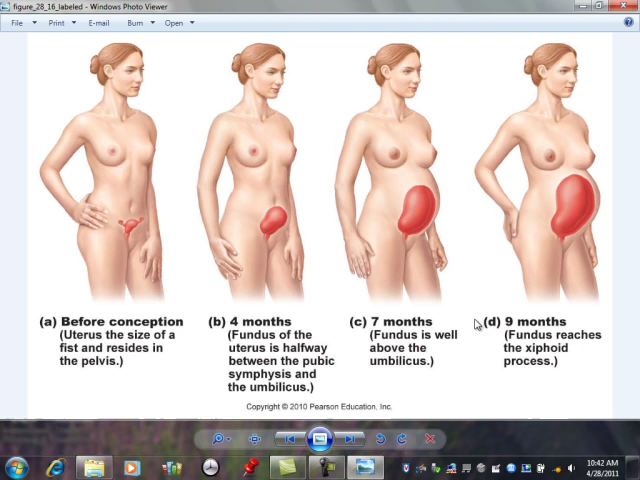 figure_28_16_labeled - Windows Photo Viewer
File Print E-mail Burn Open
(a) Before conception
(Uterus the size of a
fist and resides in
the pelvis.)
(b) 4 months
(Fundus of the
uterus is halfway
between the pubic
symphysis and
the umbilicus.)
(c) 7 months
(Fundus is well
above the
umbilicus.)
(d) 9 months
(Fundus reaches
the xiphoid
process.)
Copyright © 2010 Pearson Education, Inc.
10:42 AM
4/28/2011